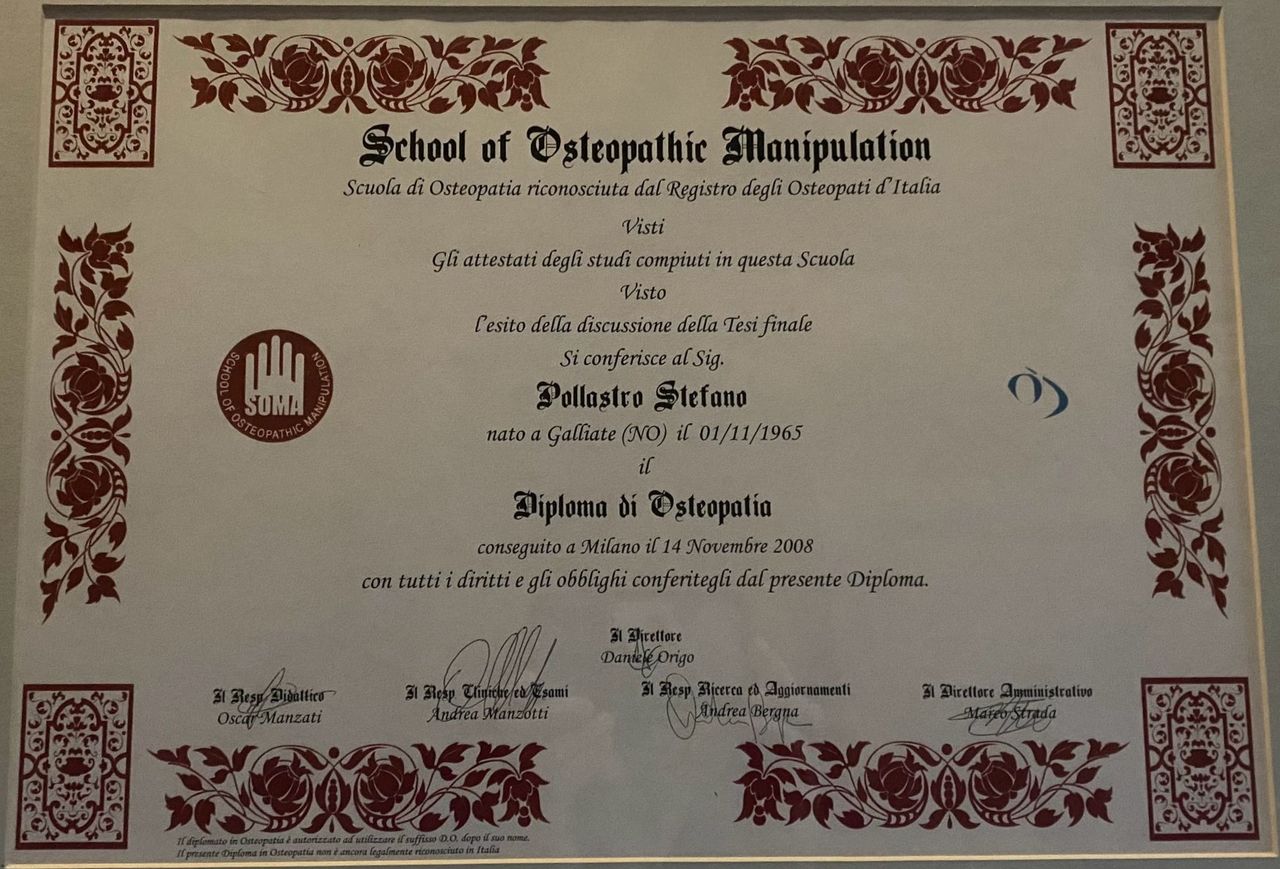 School of Osteopathic Manipulation
Scuola di Osteopatia riconosciuta dal Registro degli Osteopati d'Italia
Visti
Gli attestati degli studi compiuti in questa Scuola
Visto
l'esito della discussione della Tesi finale
Si conferisce al Sig.
SCHOOL OF OSTEOPATHIC MANIPULATION
SOMA
Pollastro Stefano
nato a Galliate (NO) il 01/11/1965
il
Diploma di Osteopatia
conseguito a Milano il 14 Novembre 2008
con tutti i diritti e gli obblighi conferitegli dal presente Diploma.
Il Direttore
Daniele Origo
Il Resp Didattico Il Resp Cliniche ed Esami Il Resp Ricerca ed Aggiornamenti Il Direttore Amministrativo
Oscar Manzati Andrea Manzotti Andrea Bergna Marco Strada
Il diplomato in Osteopatia è autorizzato ad utilizzare il suffisso D.O. dopo il suo nome.
Il presente Diploma in Osteopatia non è ancora legalmente riconosciuto in Italia